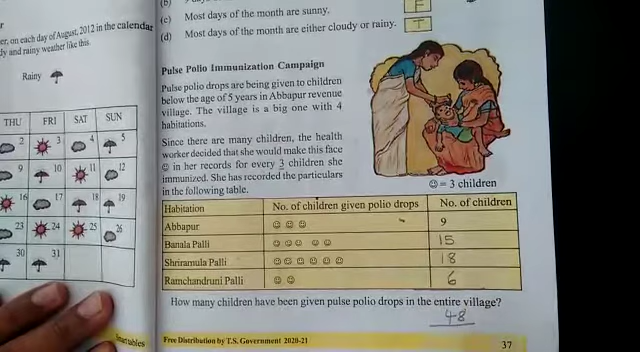 (b)
F
(c) Most days of the month are sunny.
(d) Most days of the month are either cloudy or rainy. T
er, on each day of August, 2012 in the calendar
dy and rainy weather like this.
Rainy
THU FRI SAT SUN
2 3 4 5
9 10 11 12
16 17 18 19
23 24 25 26
30 31
Pulse Polio Immunization Campaign
Pulse polio drops are being given to children
below the age of 5 years in Abbapur revenue
village. The village is a big one with 4
habitations.
Since there are many children, the health
worker decided that she would make this face
☺ in her records for every 3 children she
immunized. She has recorded the particulars
in the following table.
☺ = 3 children
Habitation No. of children given polio drops No. of children
Abbapur ☺ ☺ ☺ 9
Banala Palli ☺ ☺ ☺ ☺ ☺ 15
Shriramula Palli ☺ ☺ ☺ ☺ ☺ ☺ 18
Ramchandruni Palli ☺ ☺ 6
How many children have been given pulse polio drops in the entire village?
48
Free Distribution by T.S. Government 2020-21
37